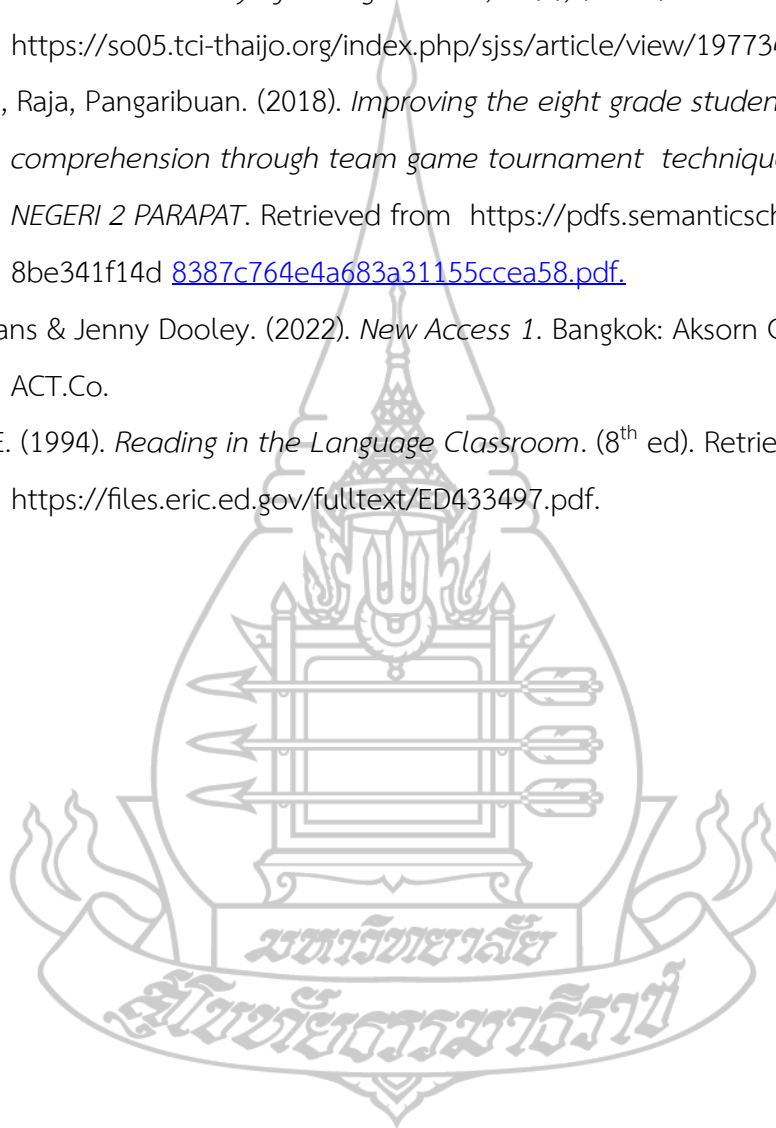 https://so05.tci-thaijo.org/index.php/sjss/article/view/197734
, Raja, Pangaribuan. (2018). Improving the eight grade studen
comprehension through team game tournament technique
NEGERI 2 PARAPAT. Retrieved from https://pdfs.semanticsch
8be341f14d 8387c764e4a683a31155ccea58.pdf.
ans & Jenny Dooley. (2022). New Access 1. Bangkok: Aksorn C
ACT.Co.
E. (1994). Reading in the Language Classroom. (8th ed). Retrie
https://files.eric.ed.gov/fulltext/ED433497.pdf.
มหาวิทยาลัย
สุโขทัยธรรมาธิราช